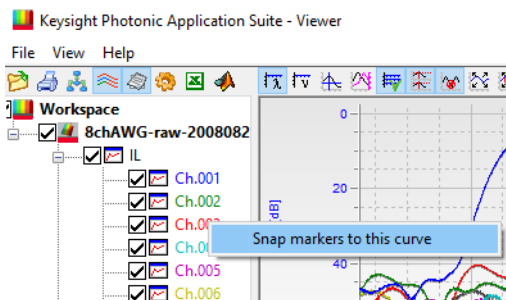 Keysight Photonic Application Suite - Viewer
File View Help
Workspace
8chAWG-raw-2008082
IL
Ch.001
Ch.002
Snap markers to this curve
Ch.005
Ch.006
0
20
40
[dB]